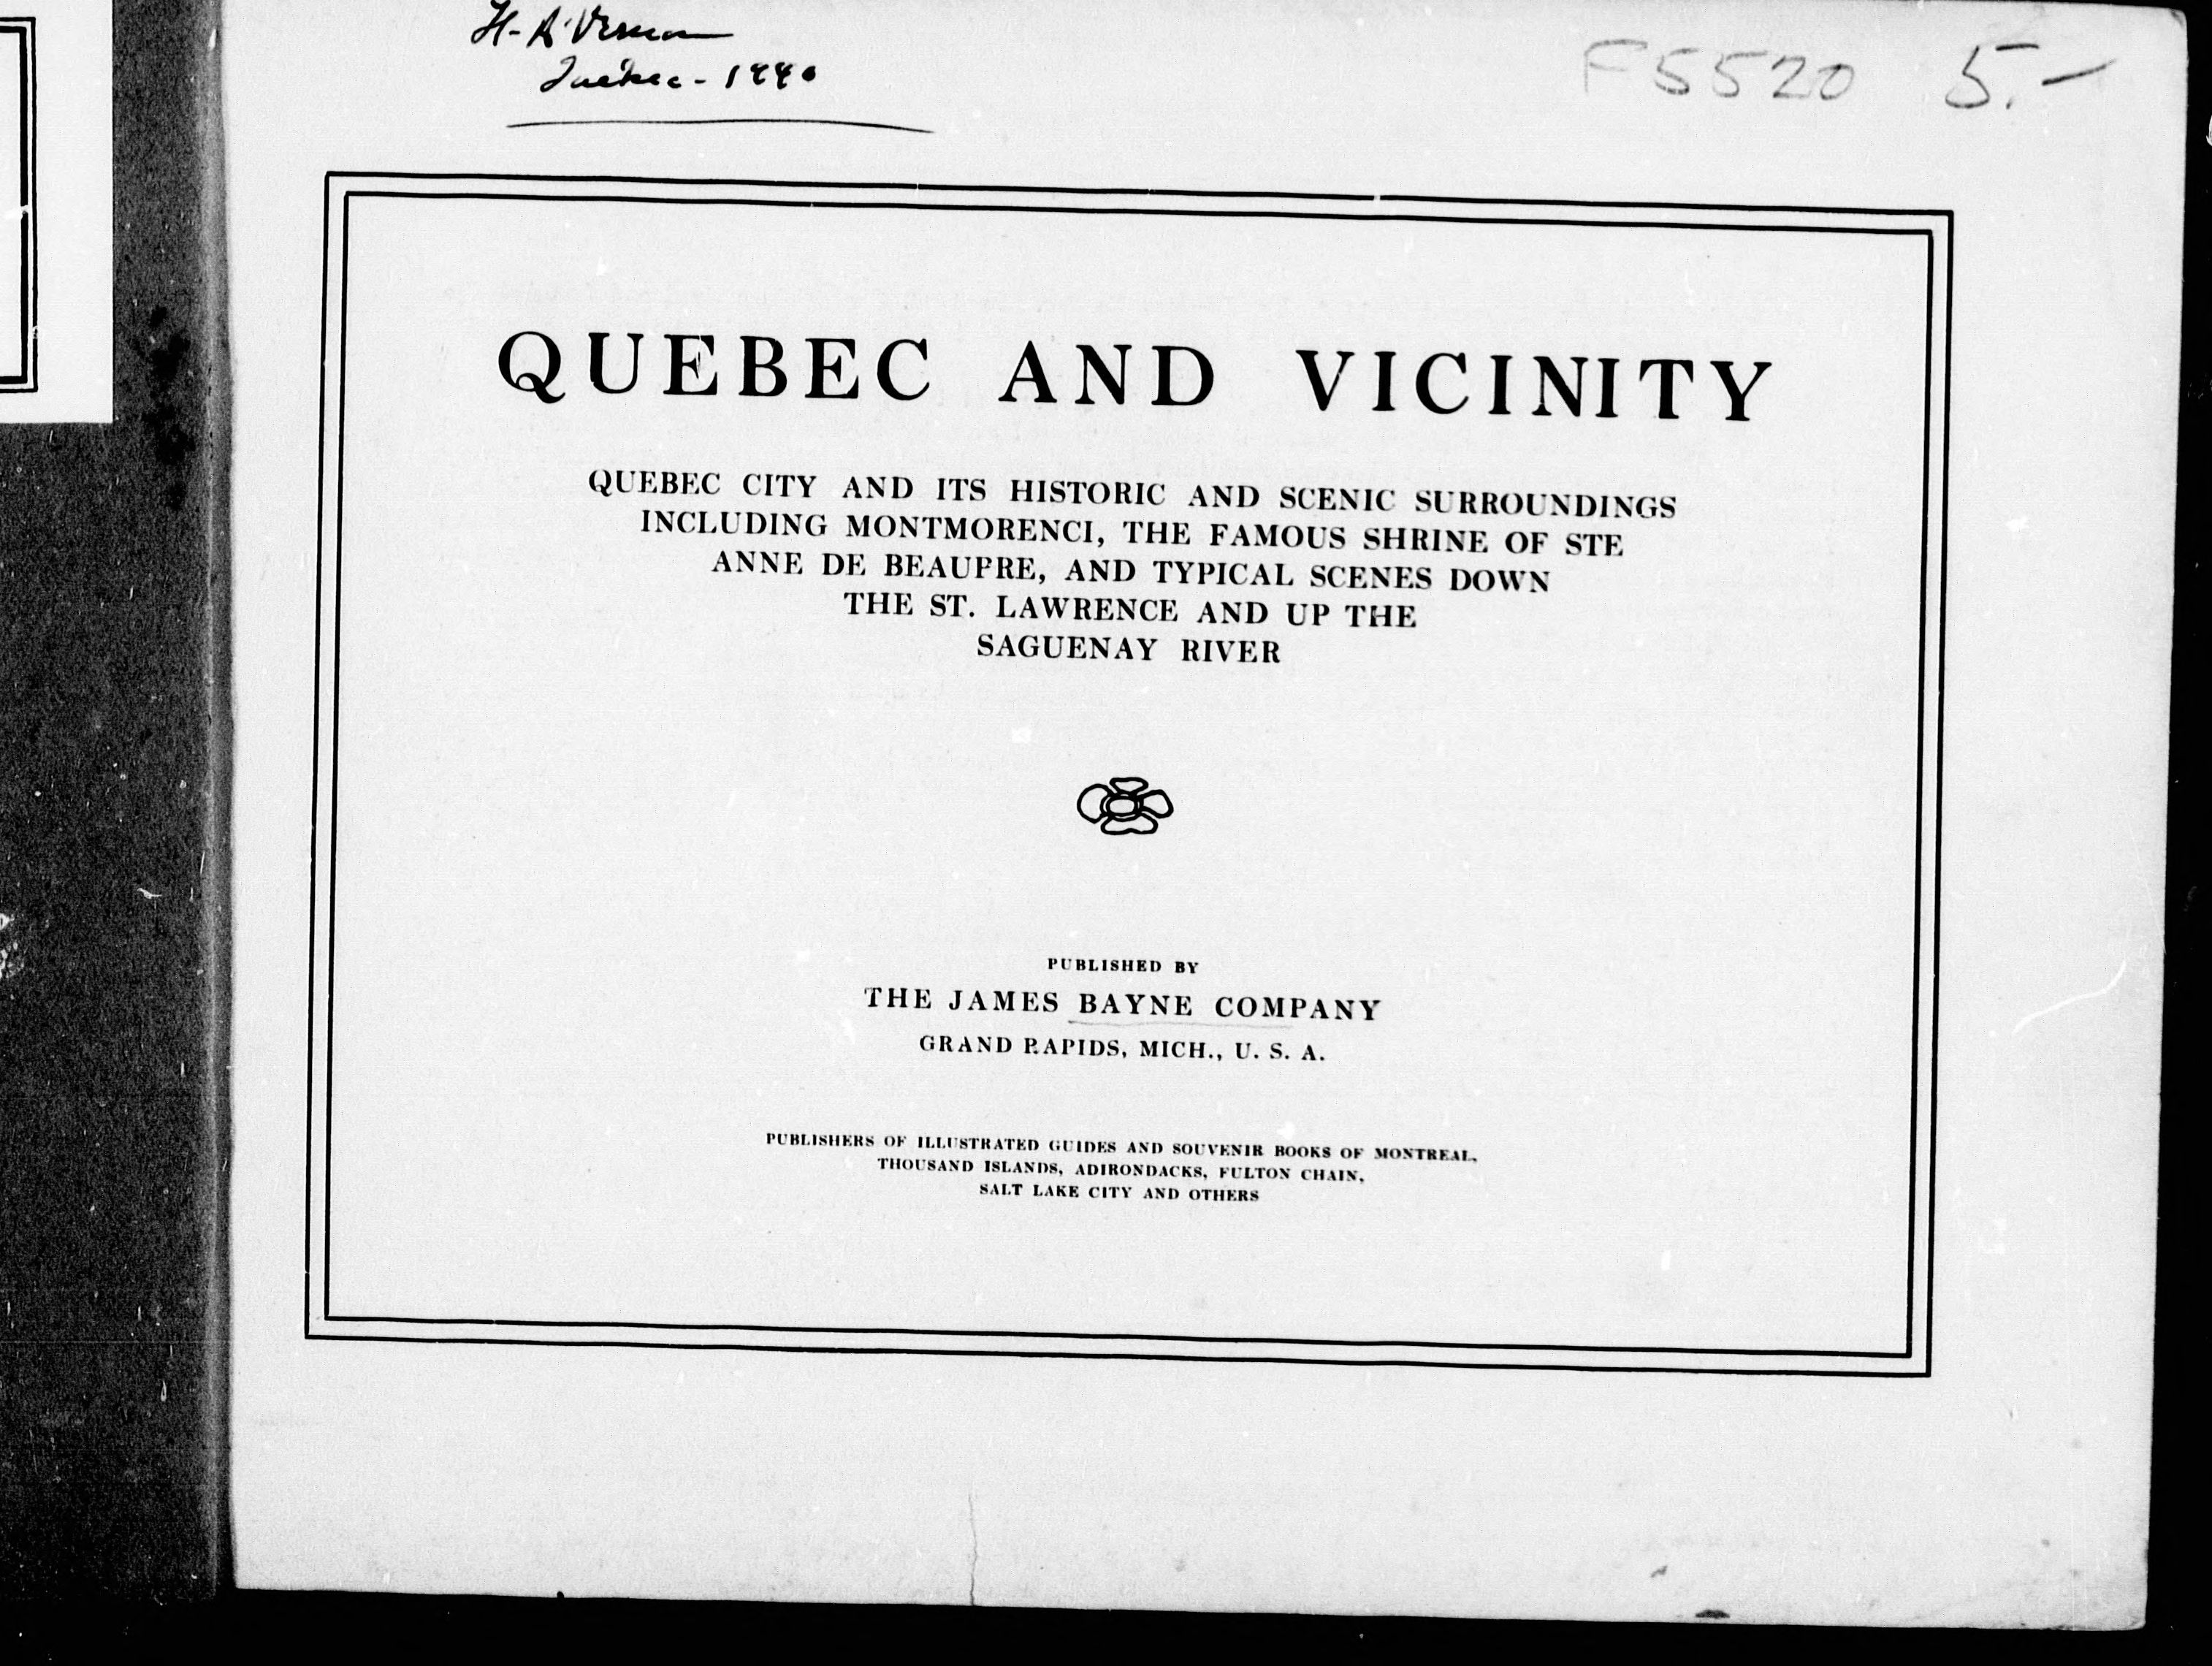 Quebec - 1940
F5520 5.-
QUEBEC AND VICINITY
QUEBEC CITY AND ITS HISTORIC AND SCENIC SURROUNDINGS
INCLUDING MONTMORENCI, THE FAMOUS SHRINE OF STE
ANNE DE BEAUPRE, AND TYPICAL SCENES DOWN
THE ST. LAWRENCE AND UP THE
SAGUENAY RIVER
PUBLISHED BY
THE JAMES BAYNE COMPANY
GRAND RAPIDS, MICH., U. S. A.
PUBLISHERS OF ILLUSTRATED GUIDES AND SOUVENIR BOOKS OF MONTREAL,
THOUSAND ISLANDS, ADIRONDACKS, FULTON CHAIN,
SALT LAKE CITY AND OTHERS